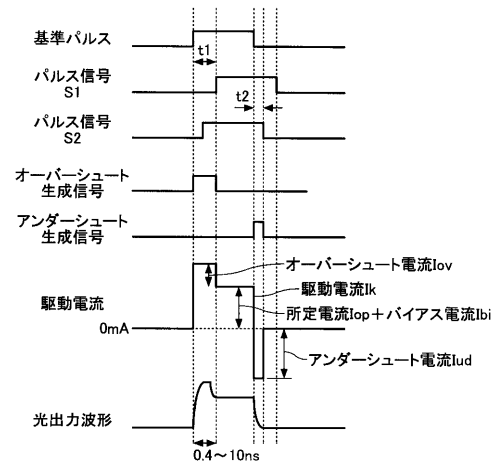 基準パルス
t1
パルス信号
S1
t2
パルス信号
S2
オーバーシュート
生成信号
アンダーシュート
生成信号
オーバーシュート電流Iov
駆動電流Ik
駆動電流
所定電流Iop＋バイアス電流Ibi
0mA
アンダーシュート電流Iud
光出力波形
0.4～10ns